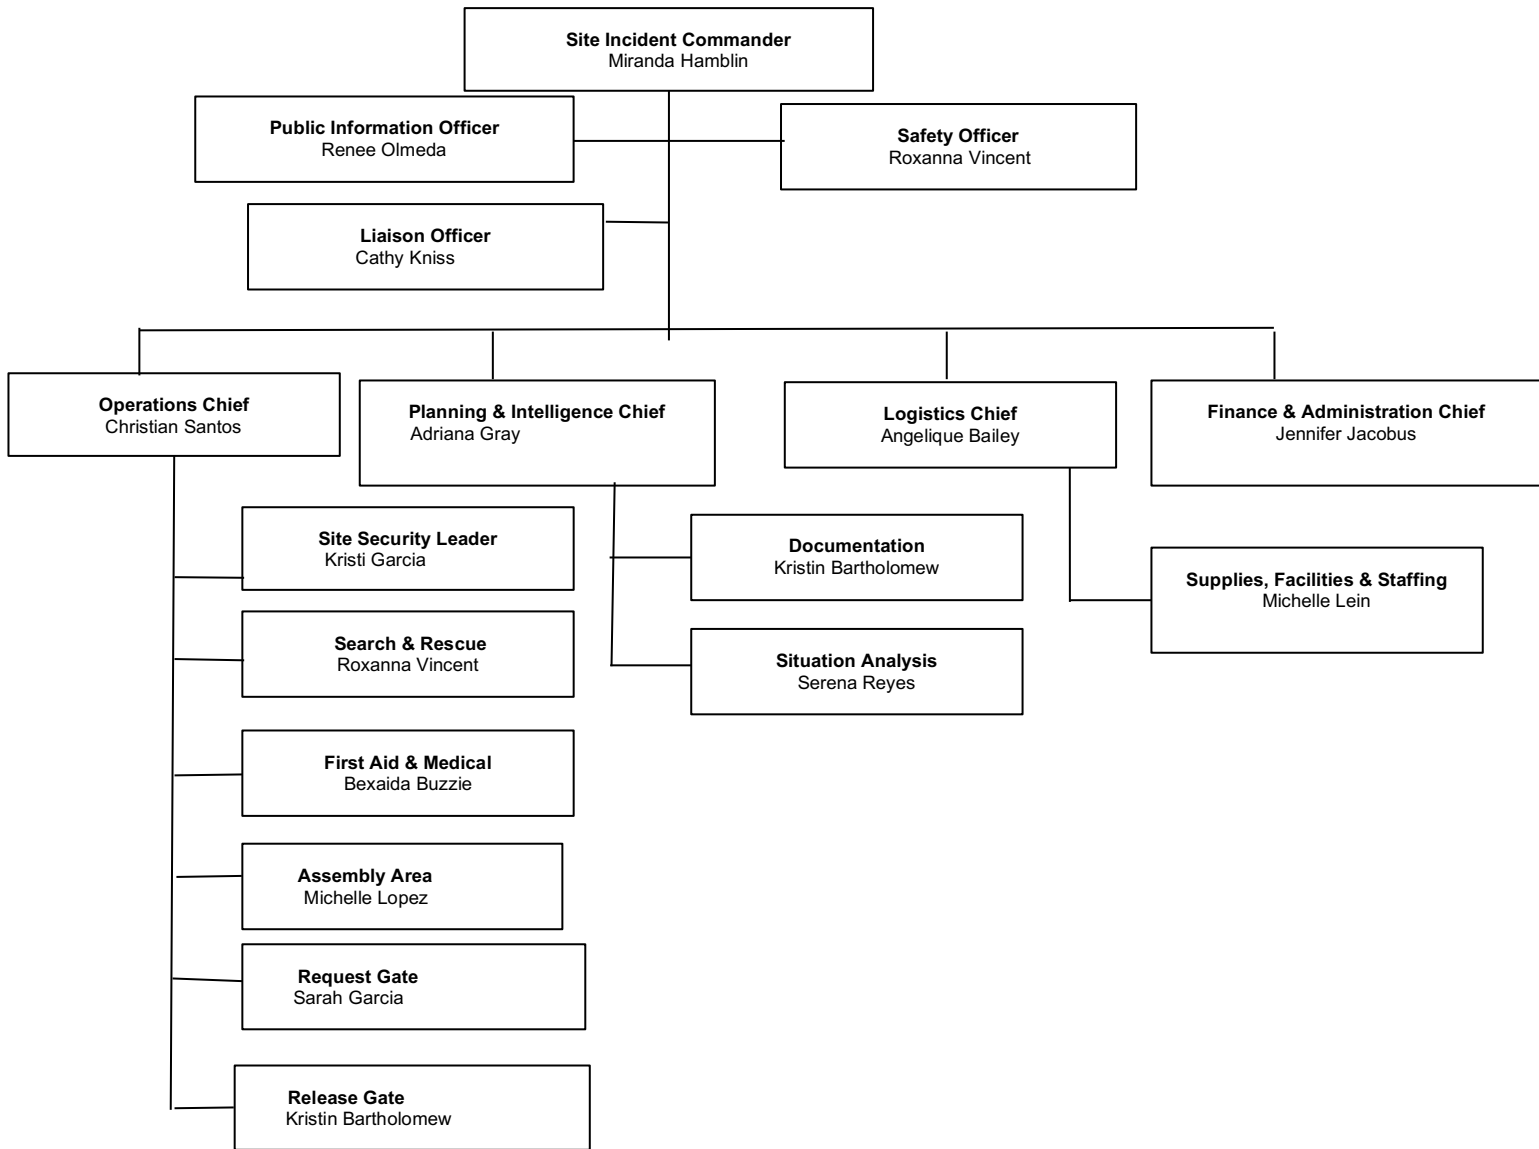 Site Incident Commander
Miranda Hamblin
Public Information Officer
Renee Olmeda
Safety Officer
Roxanna Vincent
Liaison Officer
Cathy Kniss
Operations Chief
Christian Santos
Planning & Intelligence Chief
Adriana Gray
Logistics Chief
Angelique Bailey
Finance & Administration Chief
Jennifer Jacobus
Site Security Leader
Kristi Garcia
Search & Rescue
Roxanna Vincent
First Aid & Medical
Bexaida Buzzie
Assembly Area
Michelle Lopez
Request Gate
Sarah Garcia
Release Gate
Kristin Bartholomew
Documentation
Kristin Bartholomew
Situation Analysis
Serena Reyes
Supplies, Facilities & Staffing
Michelle Lein